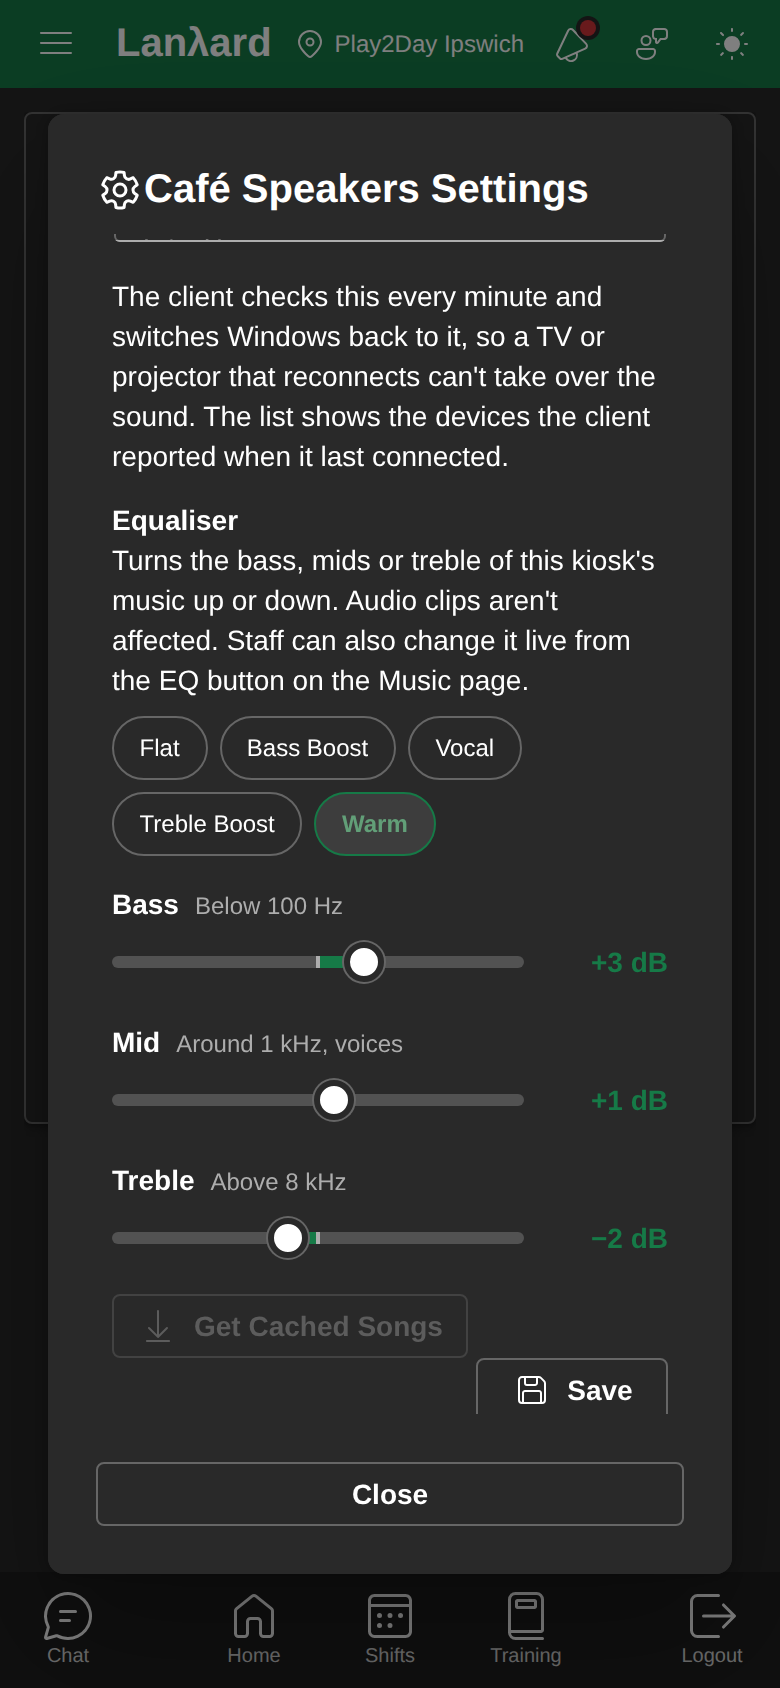 Lanλard
Play2Day Ipswich
Café Speakers Settings
The client checks this every minute and
switches Windows back to it, so a TV or
projector that reconnects can't take over the
sound. The list shows the devices the client
reported when it last connected.
Equaliser
Turns the bass, mids or treble of this kiosk's
music up or down. Audio clips aren't
affected. Staff can also change it live from
the EQ button on the Music page.
Flat
Bass Boost
Vocal
Treble Boost
Warm
Bass Below 100 Hz
+3 dB
Mid Around 1 kHz, voices
+1 dB
Treble Above 8 kHz
−2 dB
Get Cached Songs
Save
Close
Chat
Home
Shifts
Training
Logout